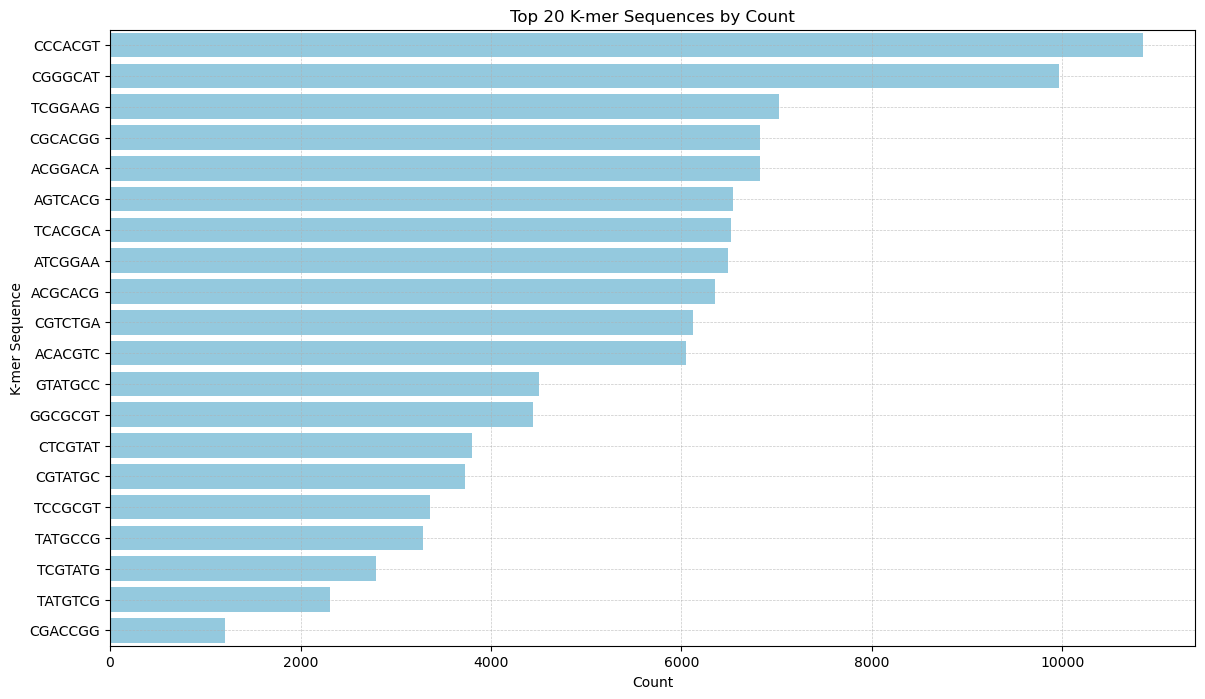 Top 20 K-mer Sequences by Count
K-mer Sequence
CCCACGT
CGGGCAT
TCGGAAG
CGCACGG
ACGGACA
AGTCACG
TCACGCA
ATCGGAA
ACGCACG
CGTCTGA
ACACGTC
GTATGCC
GGCGCGT
CTCGTAT
CGTATGC
TCCGCGT
TATGCCG
TCGTATG
TATGTCG
CGACCGG
0 2000 4000 6000 8000 10000
Count